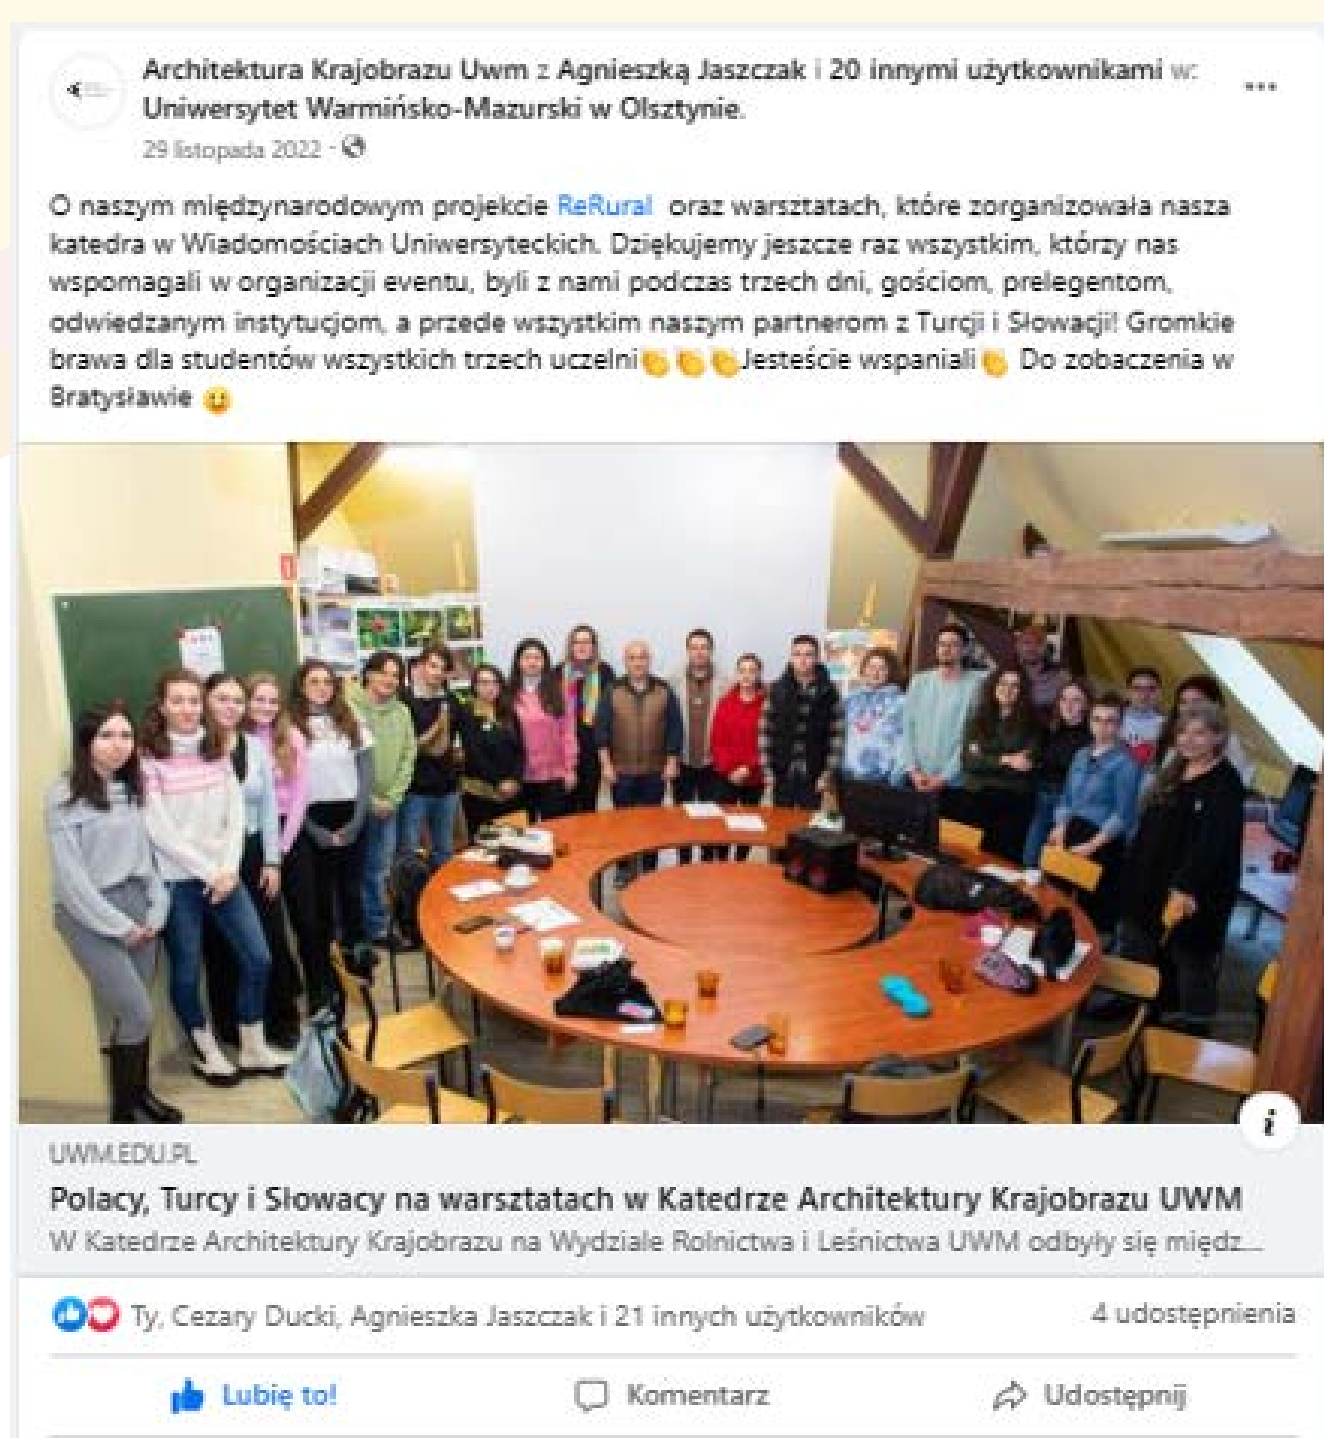 Architektura Krajobrazu Uwm z Agnieszką Jaszczak i 20 innymi użytkownikami w:
Uniwersytet Warmińsko-Mazurski w Olsztynie.
29 listopada 2022 ·
O naszym międzynarodowym projekcie ReRural oraz warsztatach, które zorganizowała nasza
katedra w Wiadomościach Uniwersyteckich. Dziękujemy jeszcze raz wszystkim, którzy nas
wspomagali w organizacji eventu, byli z nami podczas trzech dni, gościom, prelegentom,
odwiedzanym instytucjom, a przede wszystkim naszym partnerom z Turcji i Słowacji! Gromkie
brawa dla studentów wszystkich trzech uczelni👏👏👏Jesteście wspaniali👏 Do zobaczenia w
Bratysławie 🙂
UWM.EDU.PL
Polacy, Turcy i Słowacy na warsztatach w Katedrze Architektury Krajobrazu UWM
W Katedrze Architektury Krajobrazu na Wydziale Rolnictwa i Leśnictwa UWM odbyły się międz...
Ty, Cezary Ducki, Agnieszka Jaszczak i 21 innych użytkowników 4 udostępnienia
Lubię to! Komentarz Udostępnij